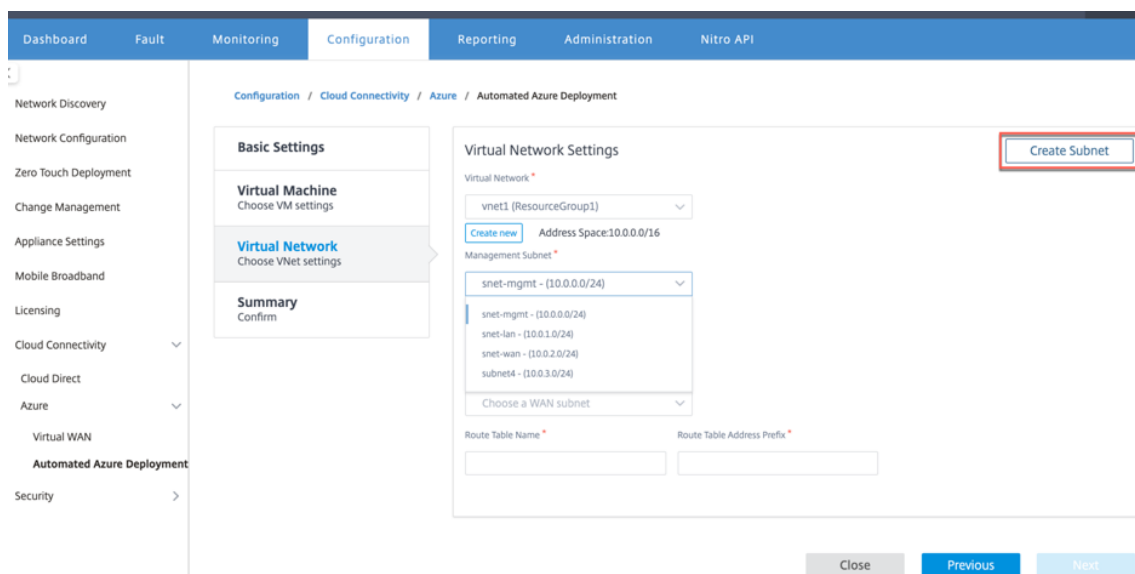 Dashboard Fault Monitoring Configuration Reporting Administration Nitro API
Network Discovery
Network Configuration
Zero Touch Deployment
Change Management
Appliance Settings
Mobile Broadband
Licensing
Cloud Connectivity
Cloud Direct
Azure
Virtual WAN
Automated Azure Deployment
Security
Configuration / Cloud Connectivity / Azure / Automated Azure Deployment
Basic Settings
Virtual Machine
Choose VM settings
Virtual Network
Choose VNet settings
Summary
Confirm
Virtual Network Settings
Create Subnet
Virtual Network *
vnet1 (ResourceGroup1)
Create new Address Space:10.0.0.0/16
Management Subnet *
snet-mgmt - (10.0.0.0/24)
snet-mgmt - (10.0.0.0/24)
snet-lan - (10.0.1.0/24)
snet-wan - (10.0.2.0/24)
subnet4 - (10.0.3.0/24)
Choose a WAN subnet
Route Table Name * Route Table Address Prefix *
Close Previous Next